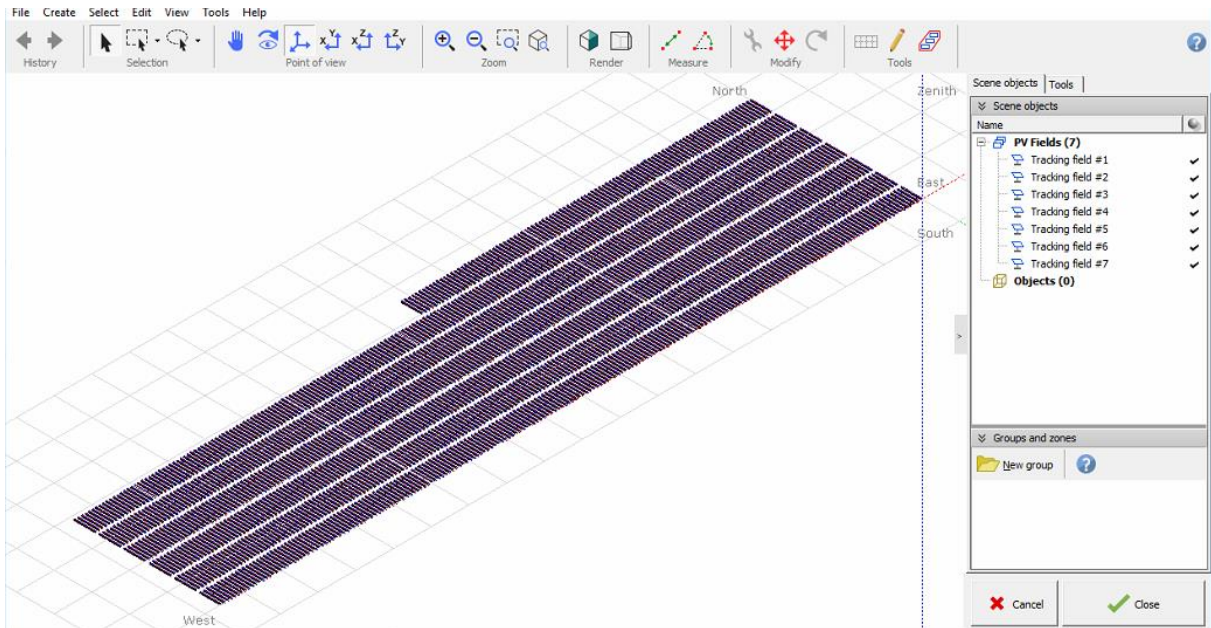 File Create Select Edit View Tools Help
History Selection Point of view Zoom Render Measure Modify Tools
North
Zenith
East
South
West
Scene objects Tools
Scene objects
Name
PV Fields (7)
Tracking field #1
Tracking field #2
Tracking field #3
Tracking field #4
Tracking field #5
Tracking field #6
Tracking field #7
Objects (0)
Groups and zones
New group
Cancel Close